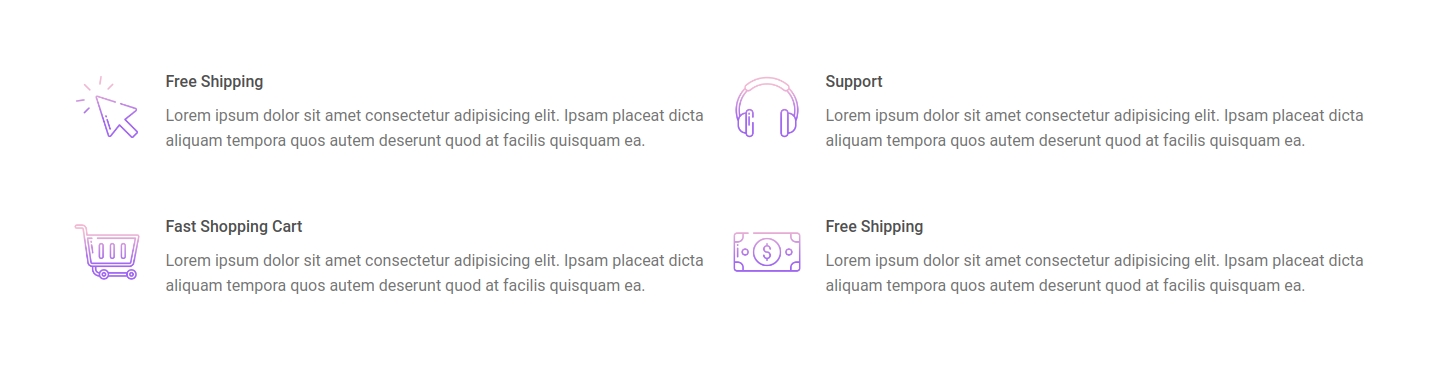 Free Shipping
Lorem ipsum dolor sit amet consectetur adipisicing elit. Ipsam placeat dicta
aliquam tempora quos autem deserunt quod at facilis quisquam ea.
Support
Lorem ipsum dolor sit amet consectetur adipisicing elit. Ipsam placeat dicta
aliquam tempora quos autem deserunt quod at facilis quisquam ea.
Fast Shopping Cart
Lorem ipsum dolor sit amet consectetur adipisicing elit. Ipsam placeat dicta
aliquam tempora quos autem deserunt quod at facilis quisquam ea.
$
Free Shipping
Lorem ipsum dolor sit amet consectetur adipisicing elit. Ipsam placeat dicta
aliquam tempora quos autem deserunt quod at facilis quisquam ea.